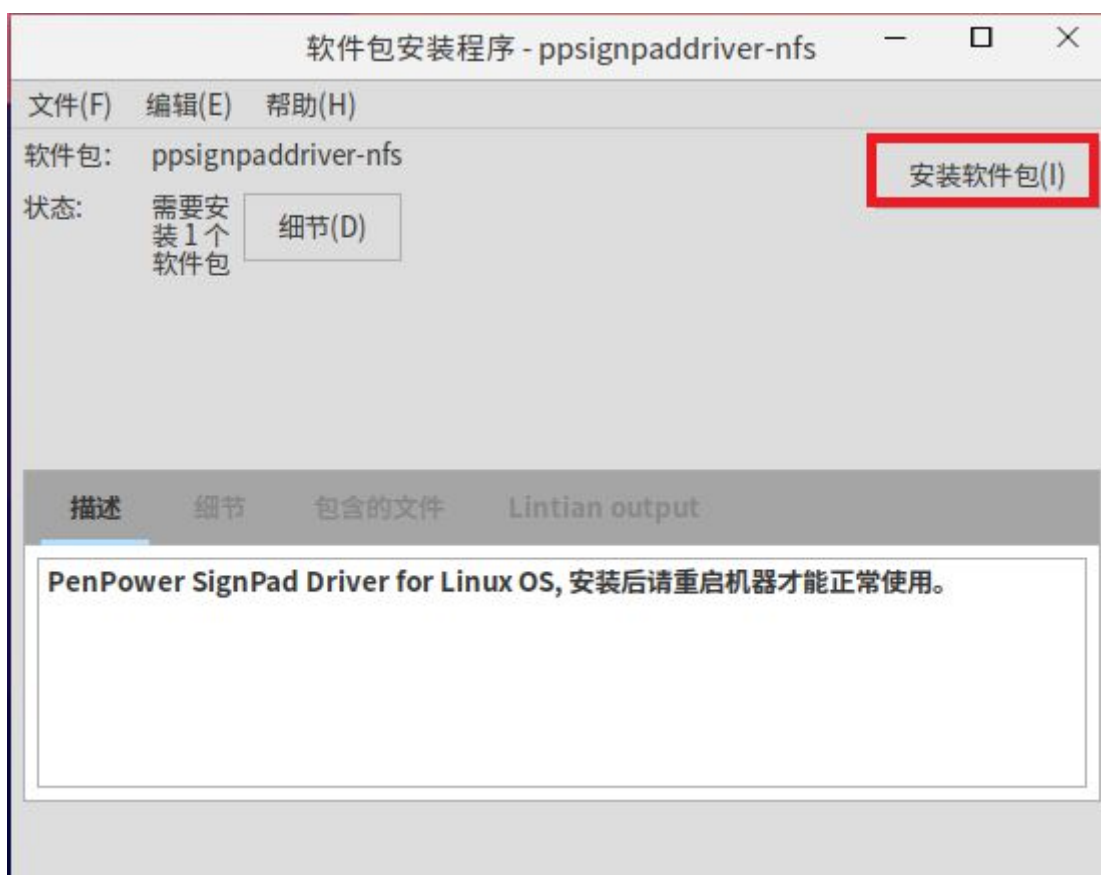 软件包安装程序 - ppsignpaddriver-nfs
文件(F) 编辑(E) 帮助(H)
软件包: ppsignpaddriver-nfs
安装软件包(I)
状态:
需要安
装 1 个
软件包
细节(D)
描述 细节 包含的文件 Lintian output
PenPower SignPad Driver for Linux OS, 安装后请重启机器才能正常使用。